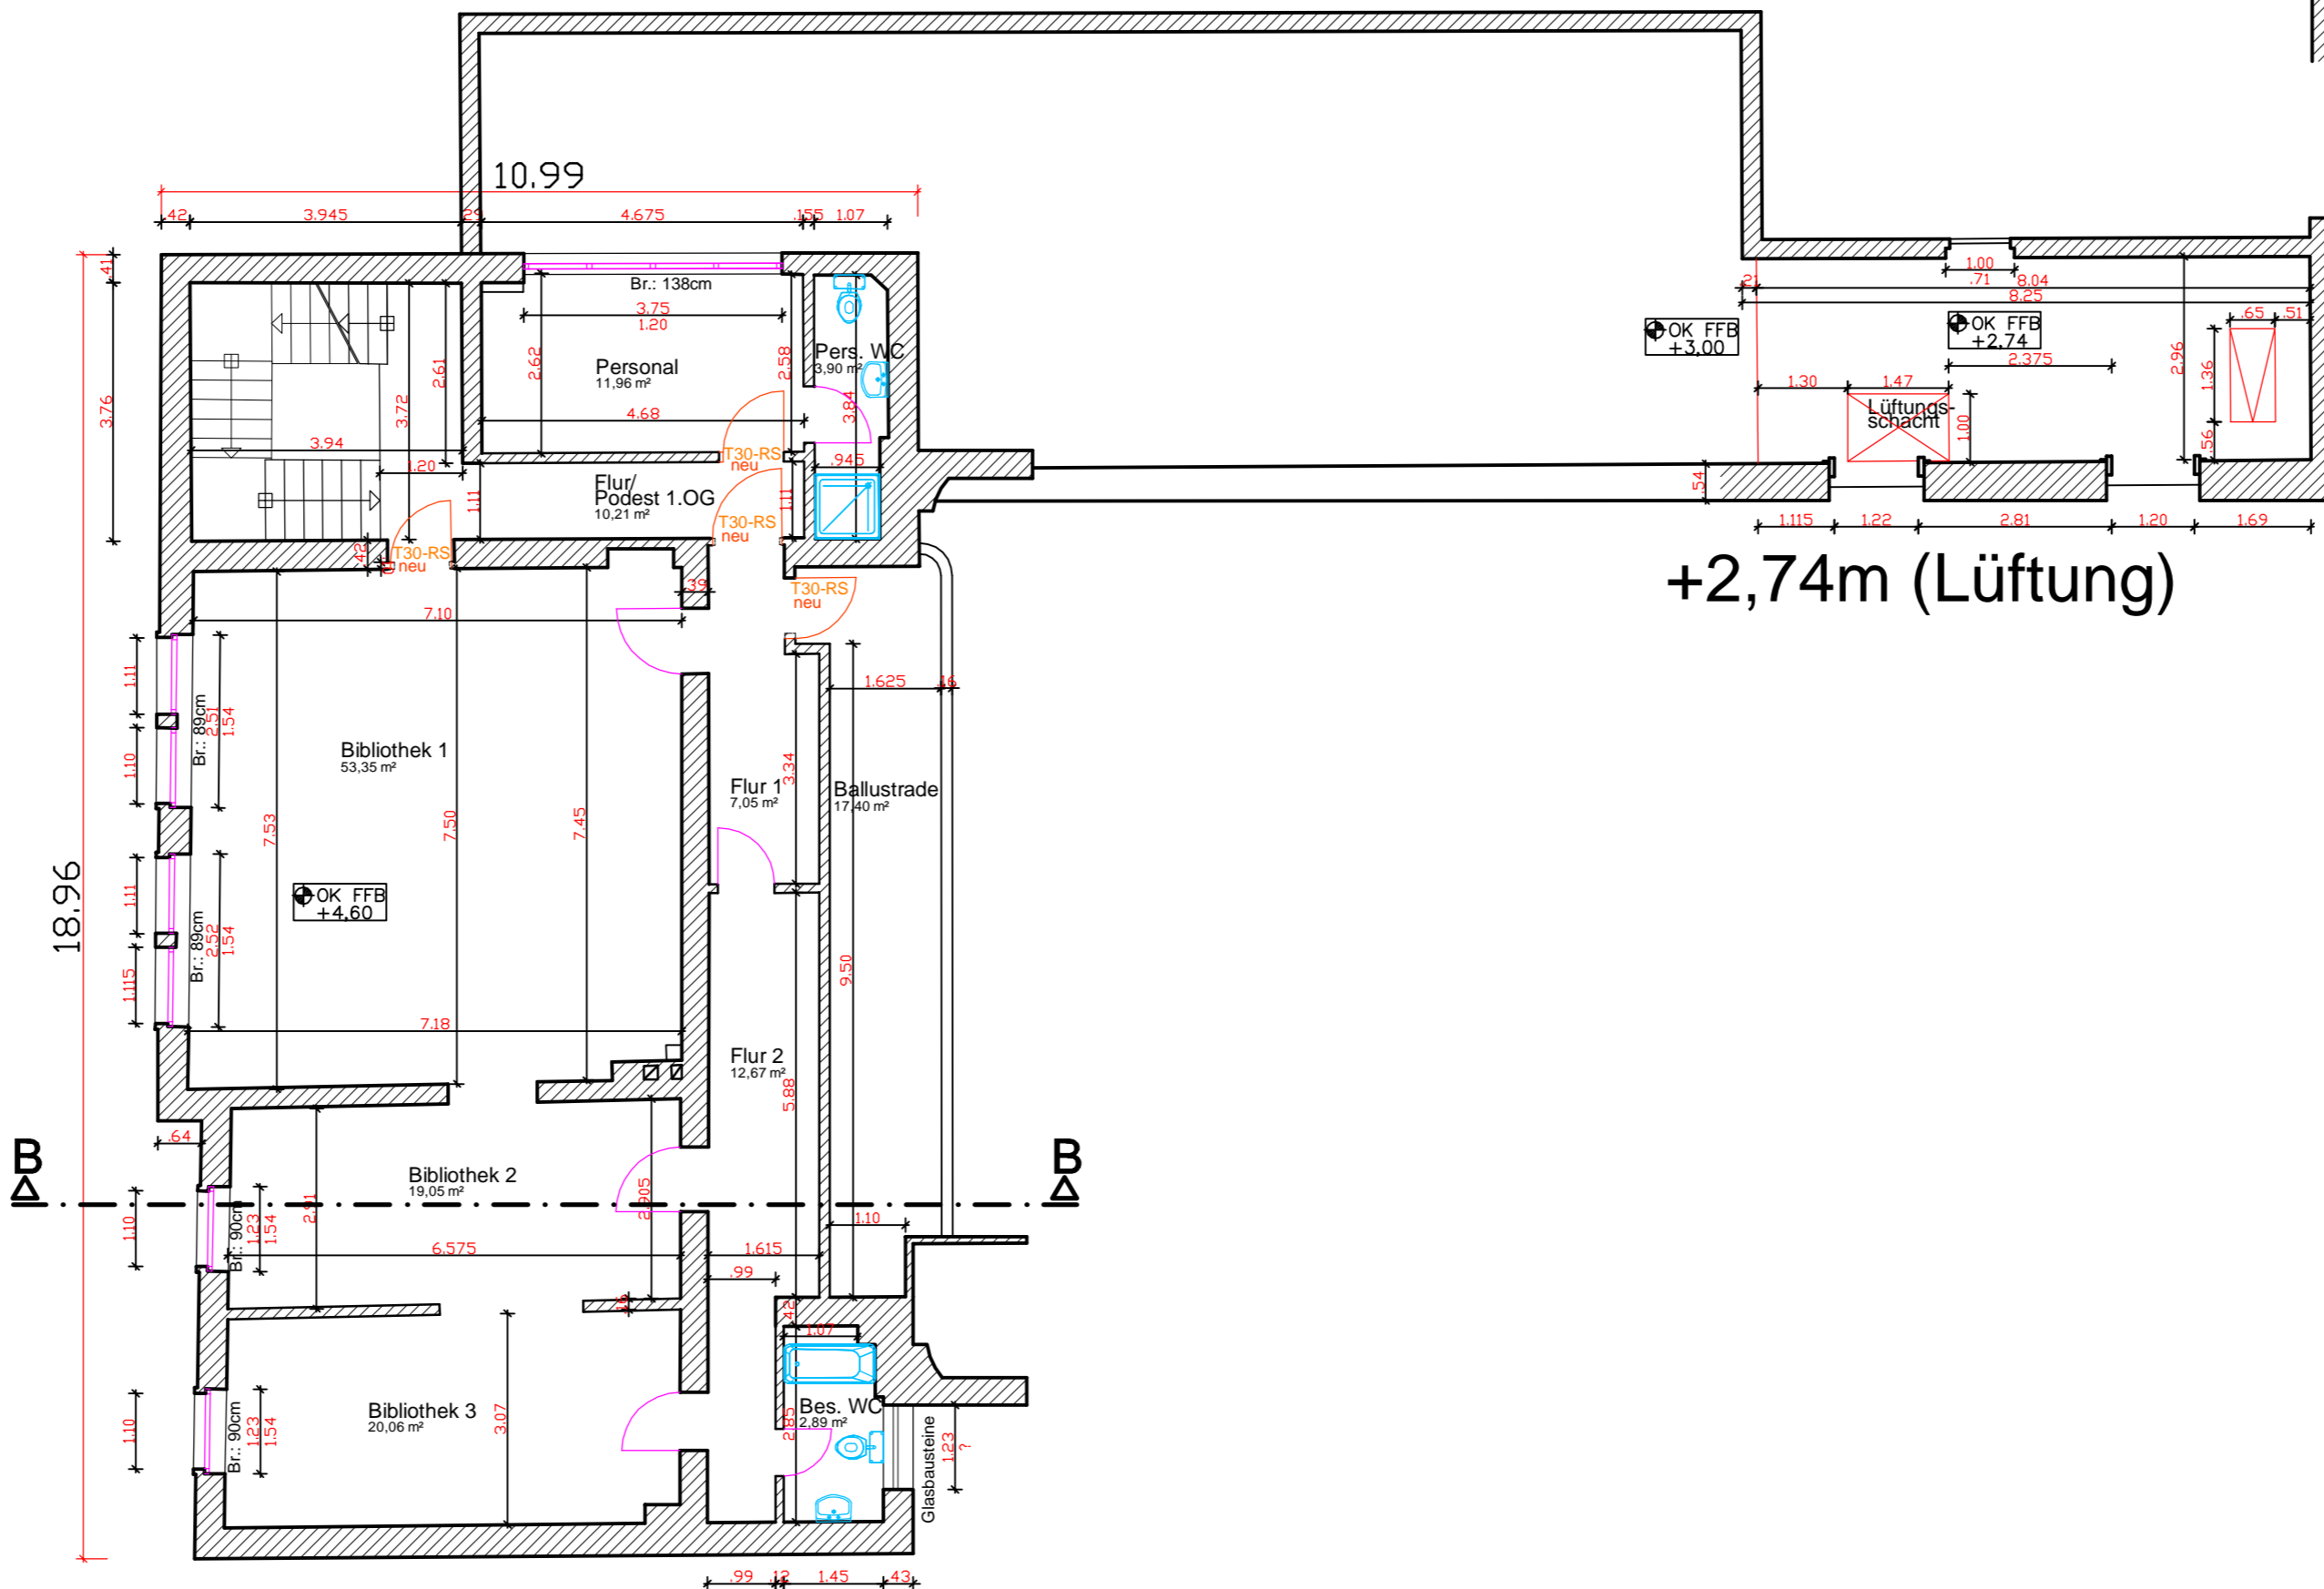 10.99
.42
3.945
.29
4.675
.155
1.07
.41
3.76
Br.: 138cm
3.75
1.20
2.62
2.58
2.61
3.72
Personal
11,96 m²
Pers. WC
3,90 m²
3.84
4.68
3.94
1.20
T30-RS
neu
.945
Flur/
Podest 1.OG
10,21 m²
1.11
1.11
T30-RS
neu
T30-RS
neu
.42
T30-RS
neu
.39
7.10
1.11
1.10
Br.: 89cm
2.51
1.54
Bibliothek 1
53,35 m²
7.53
7.50
7.45
Flur 1
7,05 m²
3.34
Ballustrade
17,40 m²
1.625
.16
9.50
OK FFB
+4,60
18.96
1.11
1.115
Br.: 89cm
2.52
1.54
7.18
Flur 2
12,67 m²
5.88
.64
B
B
Bibliothek 2
19,05 m²
2.91
2.905
1.10
Br.: 90cm
1.23
1.54
6.575
1.615
1.10
.99
.16
.42
1.07
Bibliothek 3
20,06 m²
3.07
1.10
Br.: 90cm
1.23
1.54
Bes. WC
2,89 m²
2.85
Glasbausteine
1.23
?
.99
.12
1.45
.43
1.00
.71
8.04
.21
8.25
OK FFB
+3,00
OK FFB
+2,74
.65
.51
2.375
2.96
1.36
1.30
1.47
Lüftungs-
schacht
1.00
.56
.54
1.115
1.22
2.81
1.20
1.69
+2,74m (Lüftung)